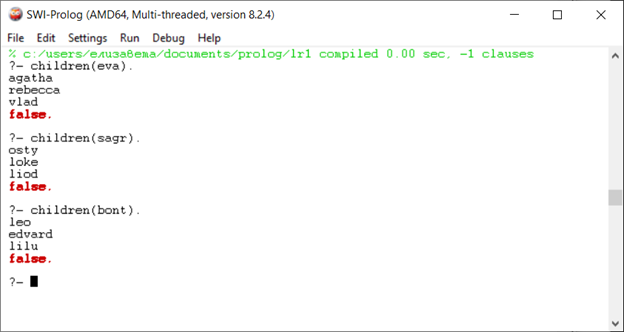 SWI-Prolog (AMD64, Multi-threaded, version 8.2.4)
File Edit Settings Run Debug Help
% c:/users/елизавета/documents/prolog/lr1 compiled 0.00 sec, -1 clauses
?- children(eva).
agatha
rebecca
vlad
false.
?- children(sagr).
osty
loke
liod
false.
?- children(bont).
leo
edvard
lilu
false.
?-